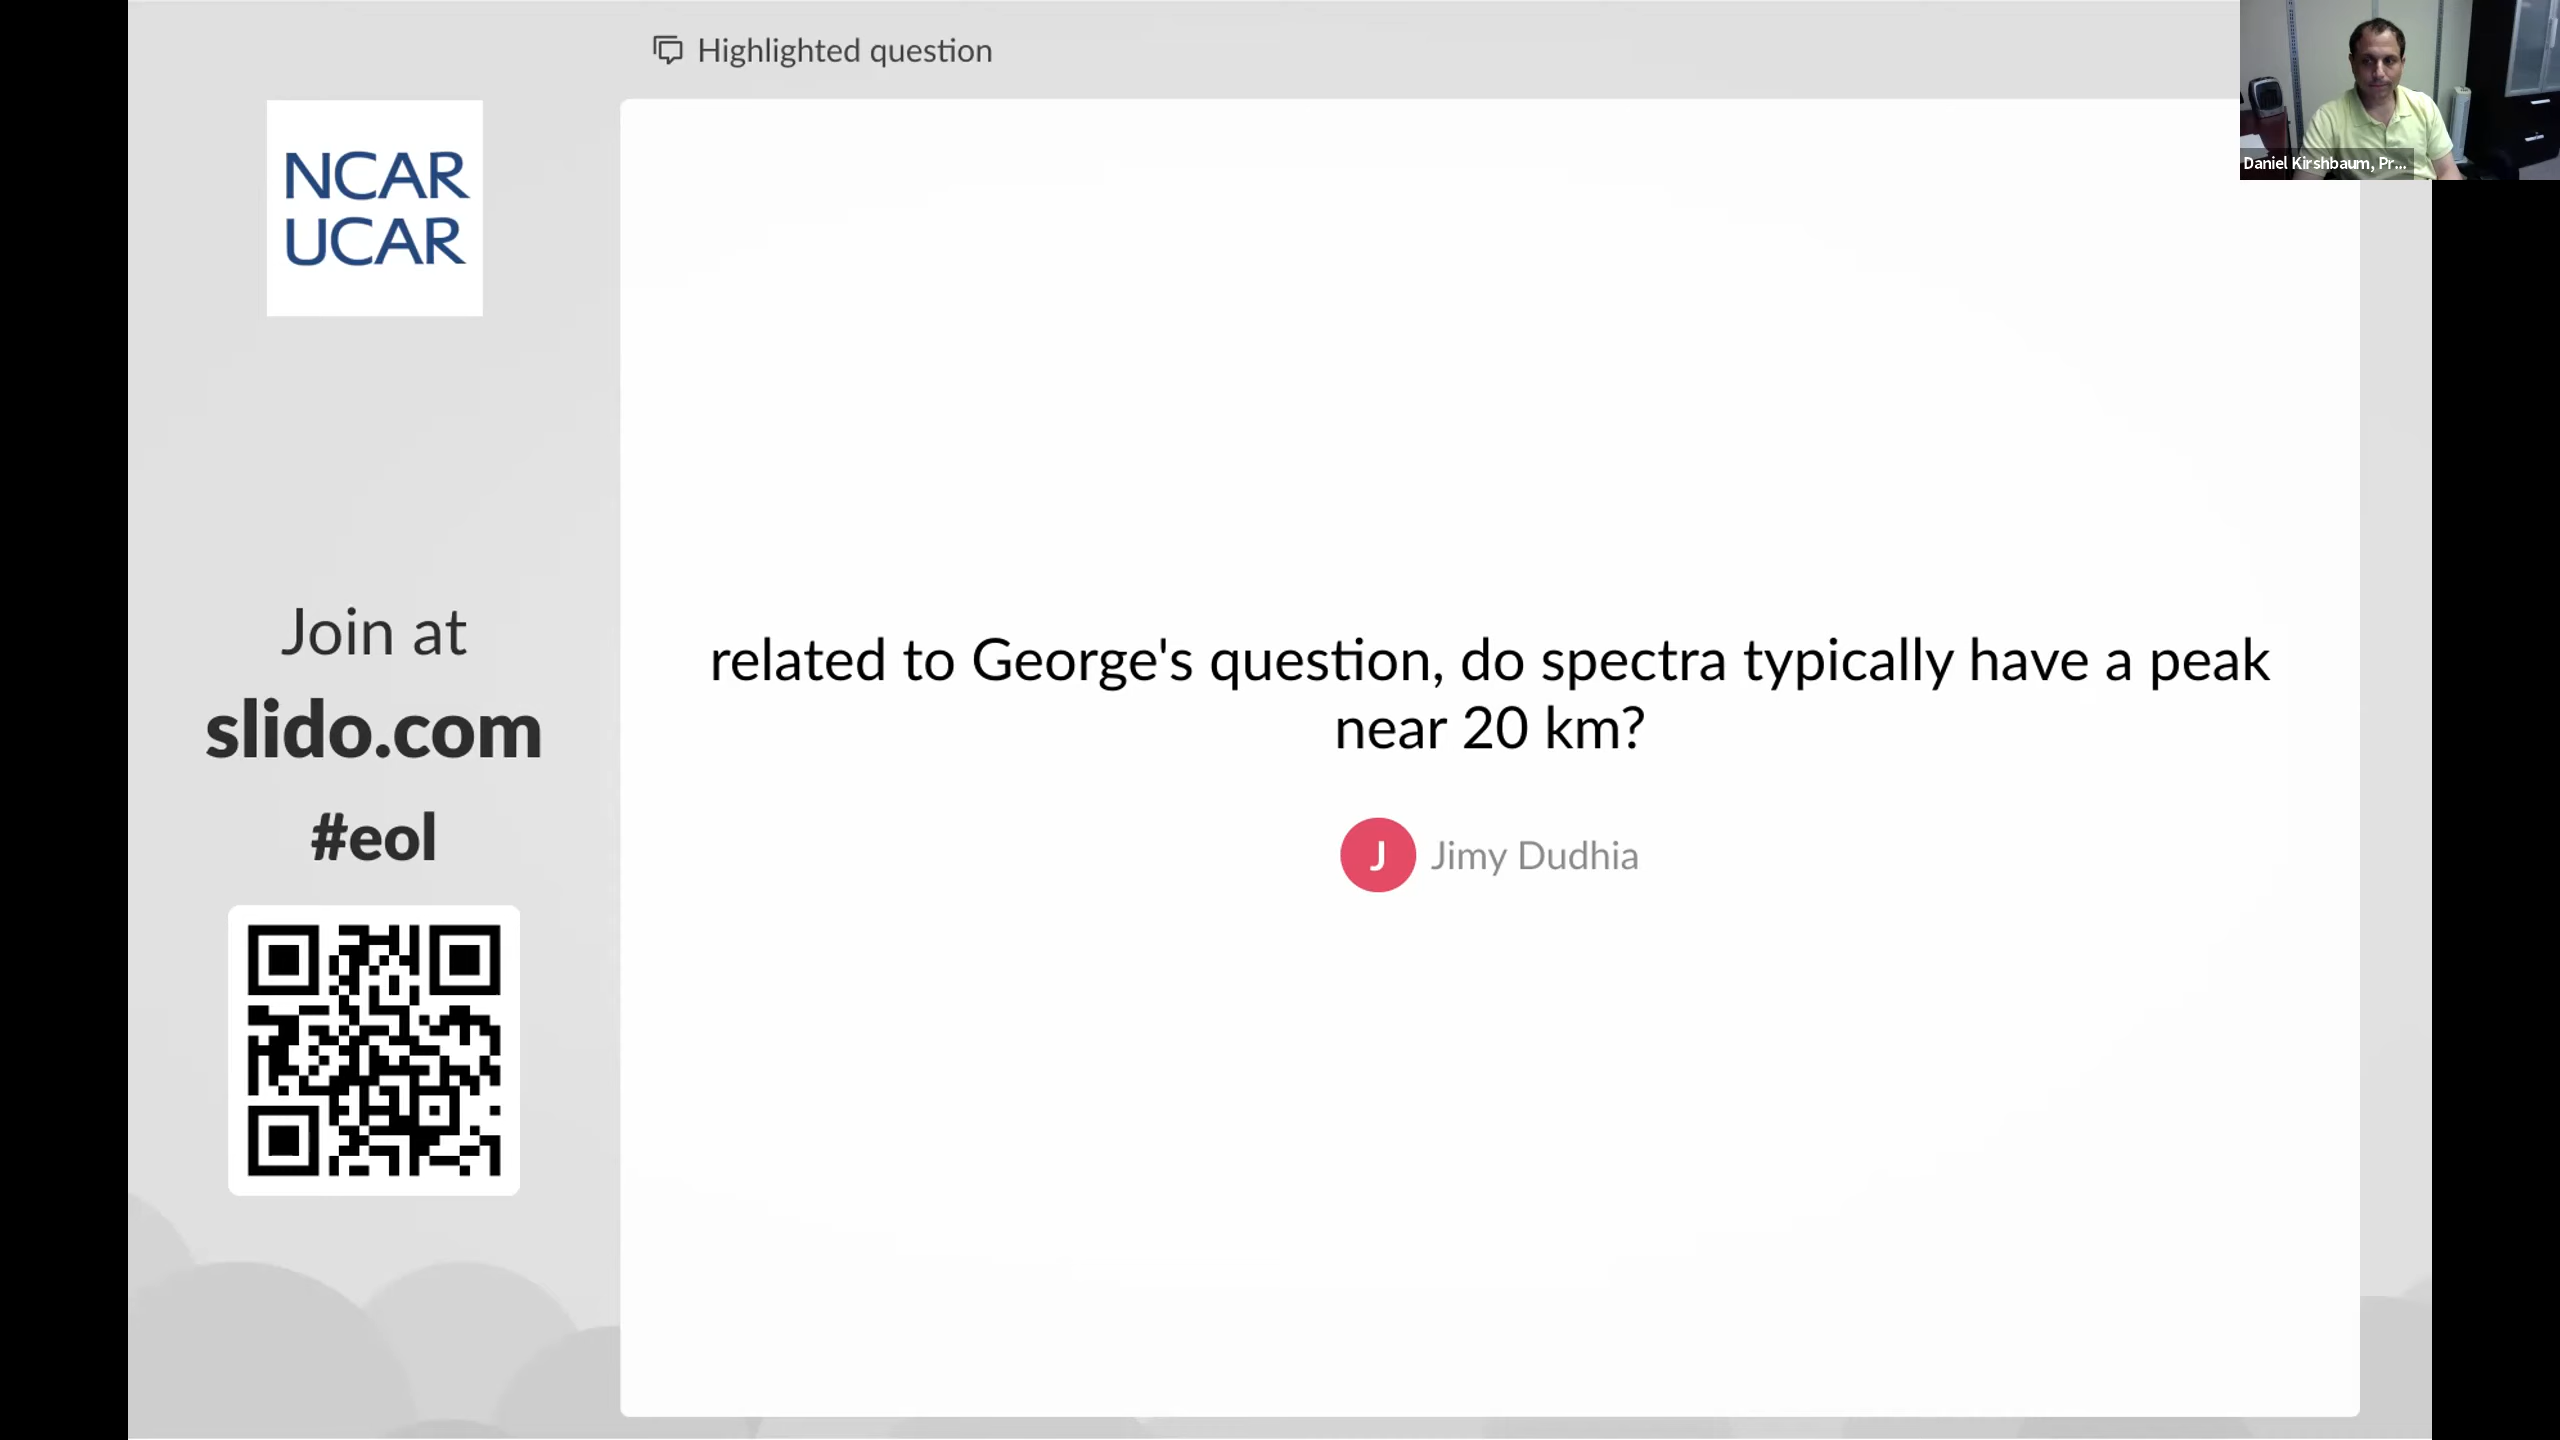 Highlighted question
NCAR
UCAR
Join at
slido.com
#eol
related to George's question, do spectra typically have a peak
near 20 km?
J Jimy Dudhia
Daniel Kirshbaum, Pr...